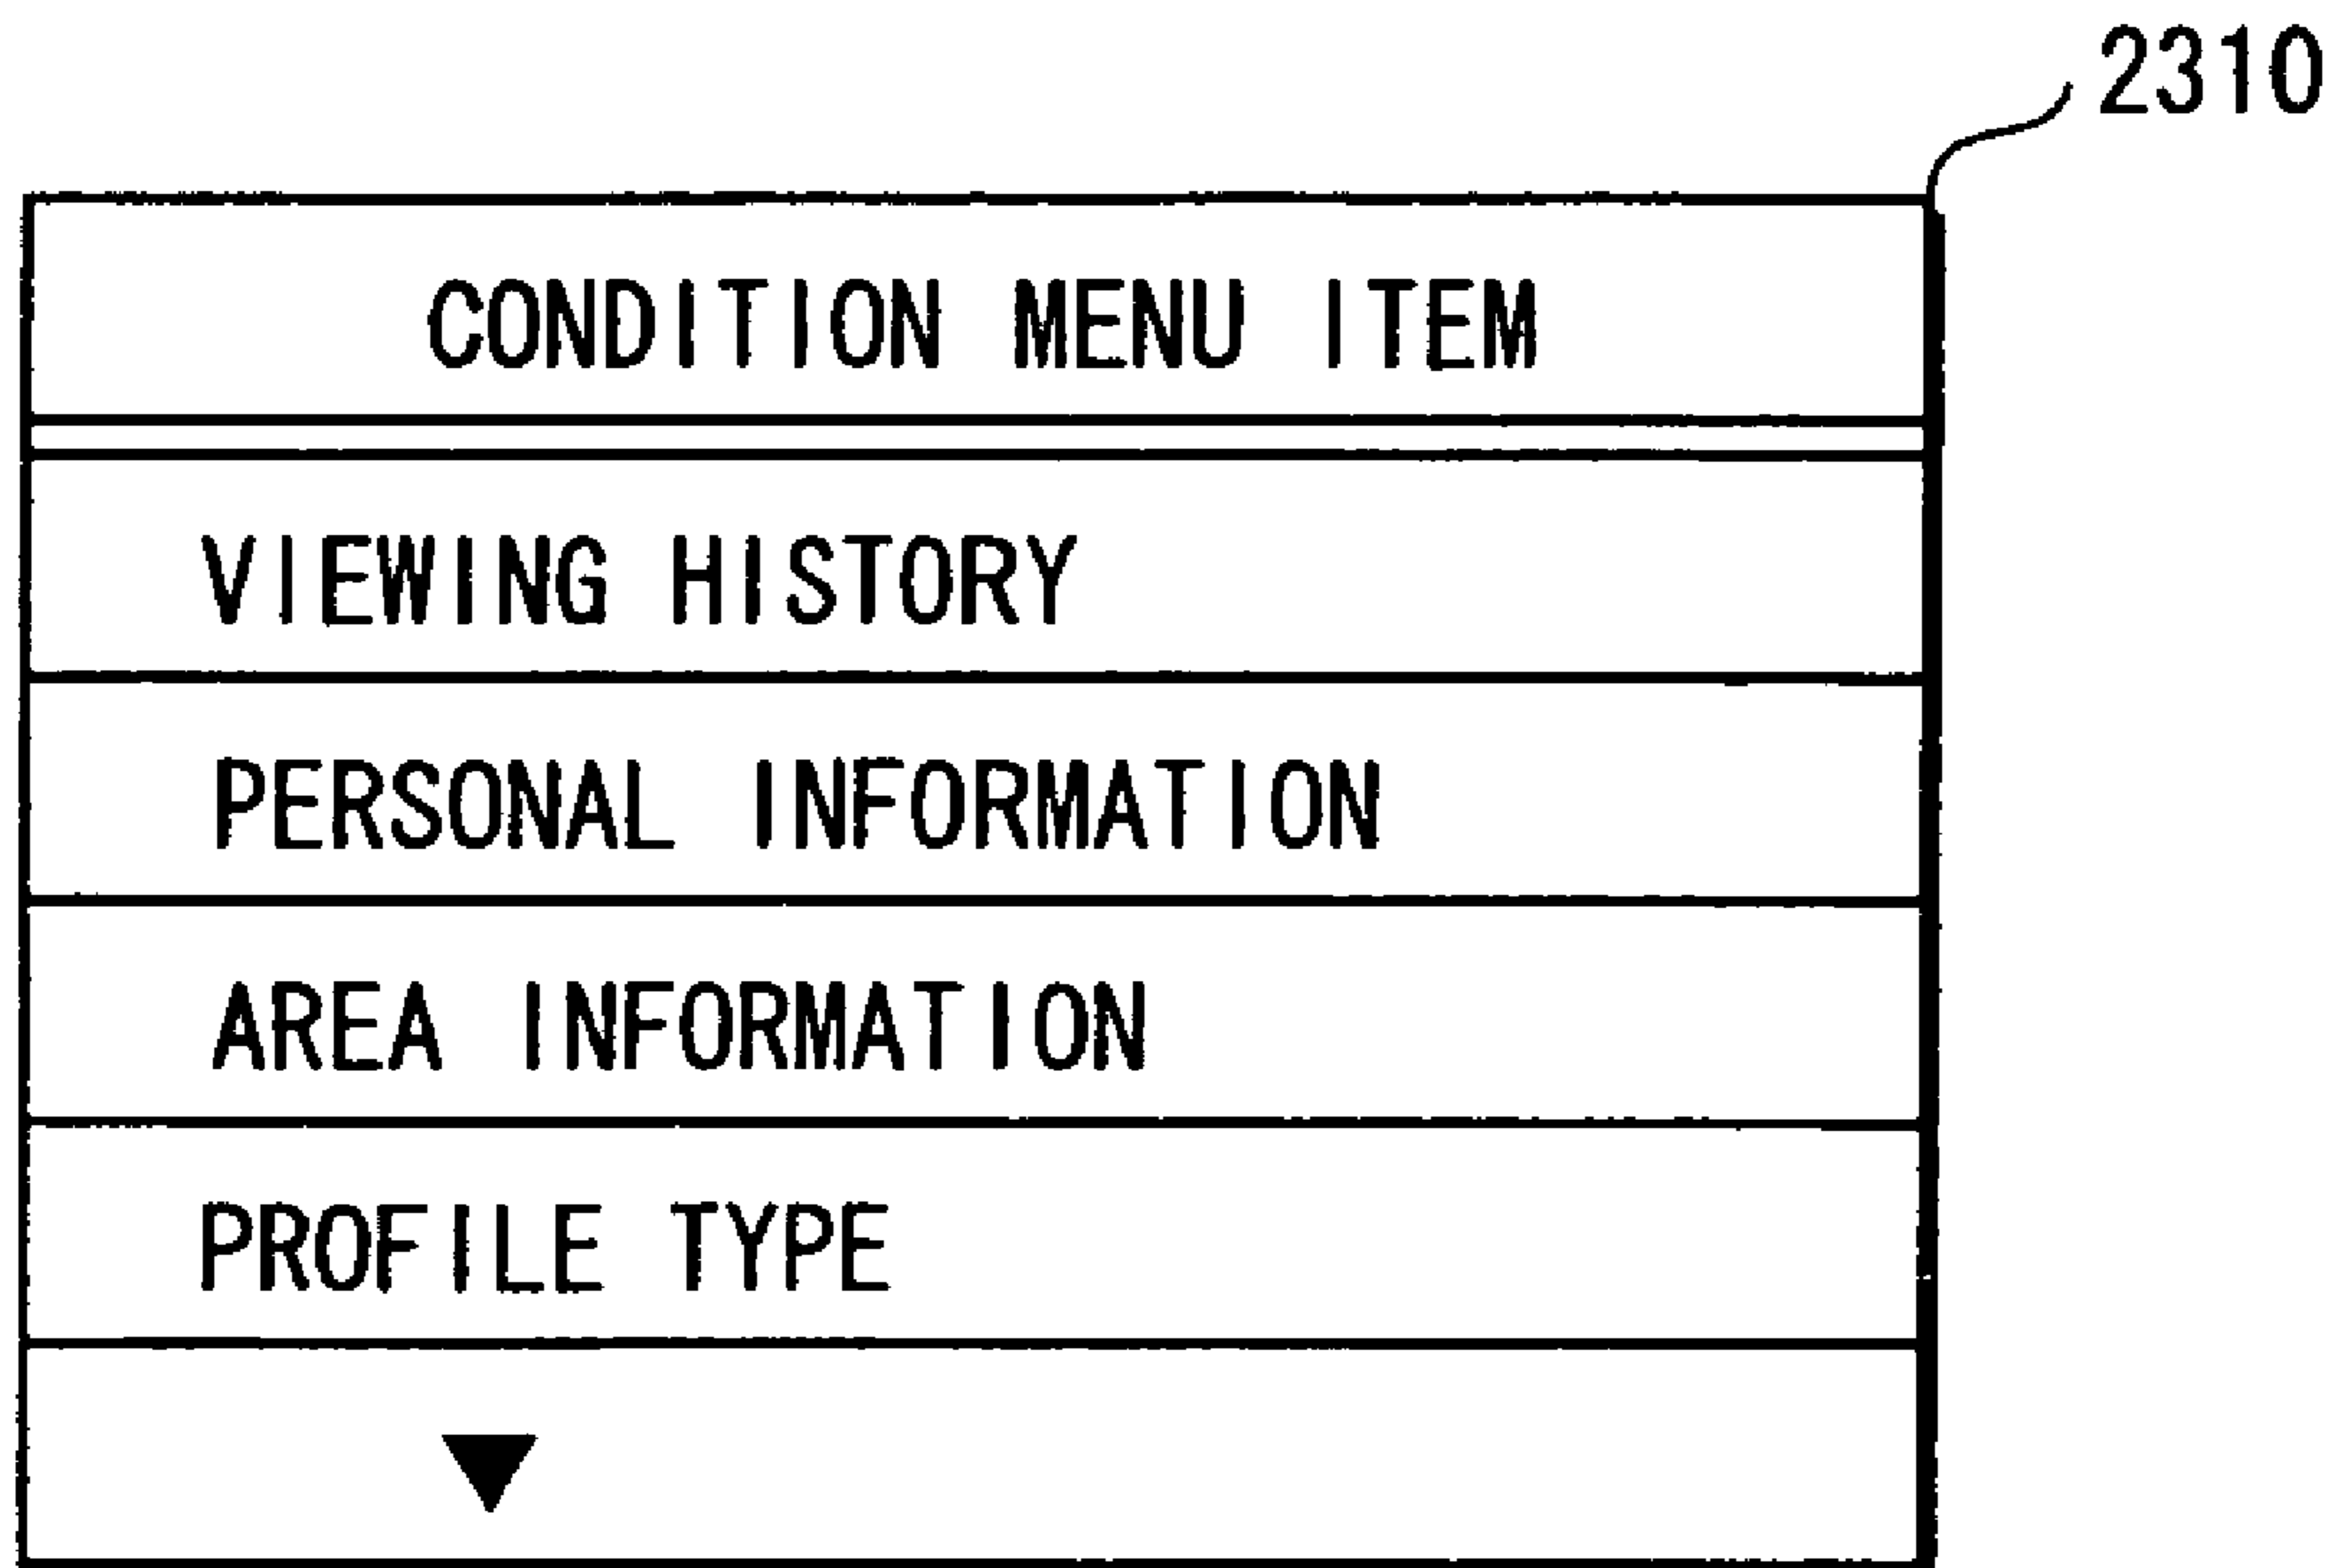 2310
CONDITION MENU ITEM
VIEWING HISTORY
PERSONAL INFORMATION
AREA INFORMATION
PROFILE TYPE
▼